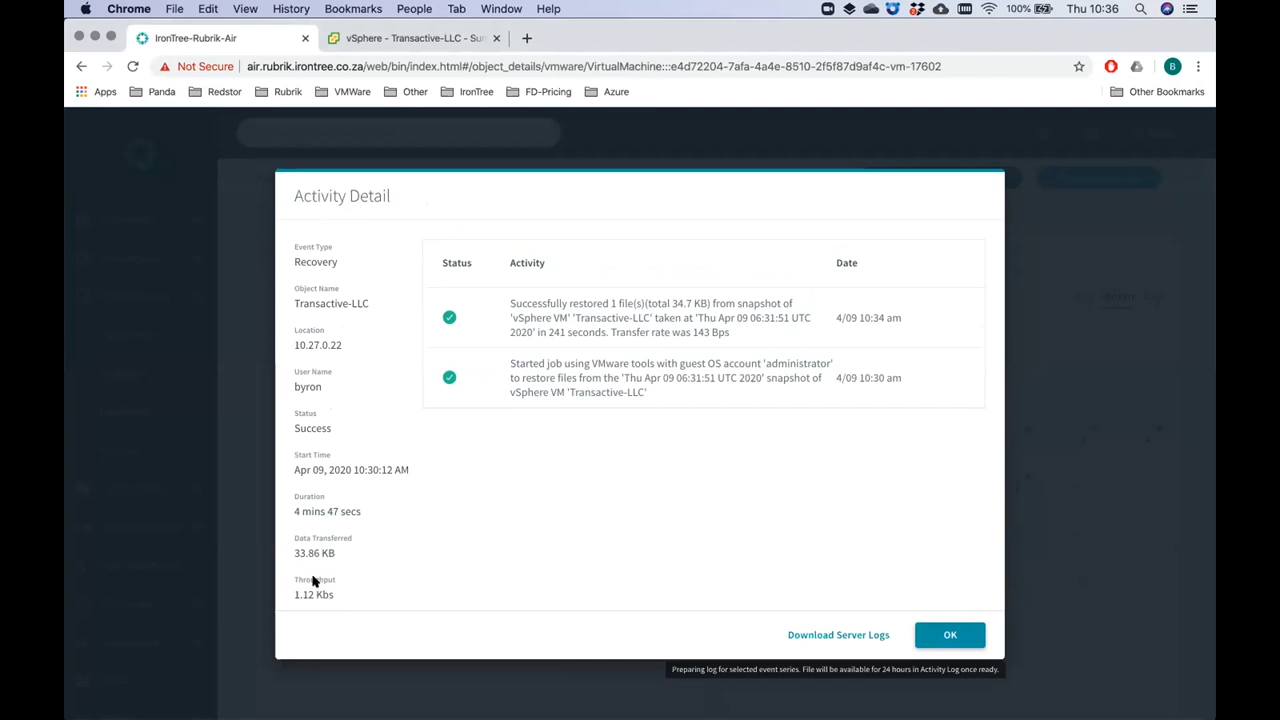 Chrome File Edit View History Bookmarks People Tab Window Help 100% Thu 10:36
IronTree-Rubrik-Air vSphere - Transactive-LLC - Sum
Not Secure air.rubrik.irontree.co.za/web/bin/index.html#/object_details/vmware/VirtualMachine:::e4d72204-7afa-4a4e-8510-2f5f87d9af4c-vm-17602 B
Apps Panda Redstor Rubrik VMWare Other IronTree FD-Pricing Azure Other Bookmarks
Activity Detail
Event Type
Recovery
Object Name
Transactive-LLC
Location
10.27.0.22
User Name
byron
Status
Success
Start Time
Apr 09, 2020 10:30:12 AM
Duration
4 mins 47 secs
Data Transferred
33.86 KB
Throughput
1.12 Kbs
Status Activity Date
Successfully restored 1 file(s)(total 34.7 KB) from snapshot of
'vSphere VM' 'Transactive-LLC' taken at 'Thu Apr 09 06:31:51 UTC 4/09 10:34 am
2020' in 241 seconds. Transfer rate was 143 Bps
Started job using VMware tools with guest OS account 'administrator'
to restore files from the 'Thu Apr 09 06:31:51 UTC 2020' snapshot of 4/09 10:30 am
vSphere VM 'Transactive-LLC'
Download Server Logs OK
Preparing log for selected event series. File will be available for 24 hours in Activity Log once ready.